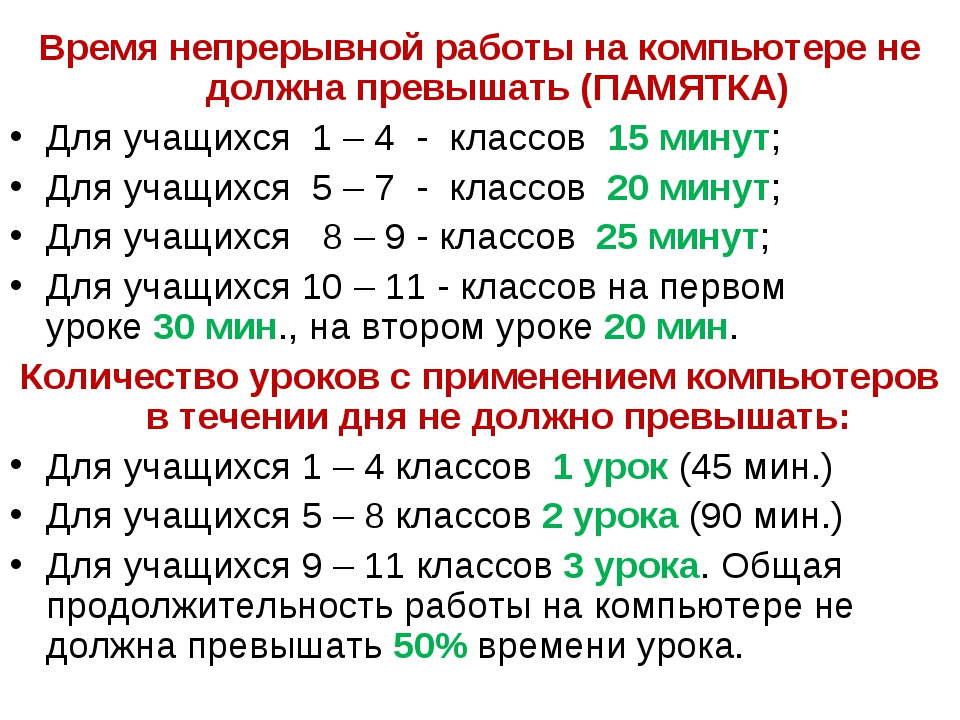 Время непрерывной работы на компьютере не
должна превышать (ПАМЯТКА)
• Для учащихся 1 – 4 - классов 15 минут;
• Для учащихся 5 – 7 - классов 20 минут;
• Для учащихся 8 – 9 - классов 25 минут;
• Для учащихся 10 – 11 - классов на первом
уроке 30 мин., на втором уроке 20 мин.
Количество уроков с применением компьютеров
в течении дня не должно превышать:
• Для учащихся 1 – 4 классов 1 урок (45 мин.)
• Для учащихся 5 – 8 классов 2 урока (90 мин.)
• Для учащихся 9 – 11 классов 3 урока. Общая
продолжительность работы на компьютере не
должна превышать 50% времени урока.